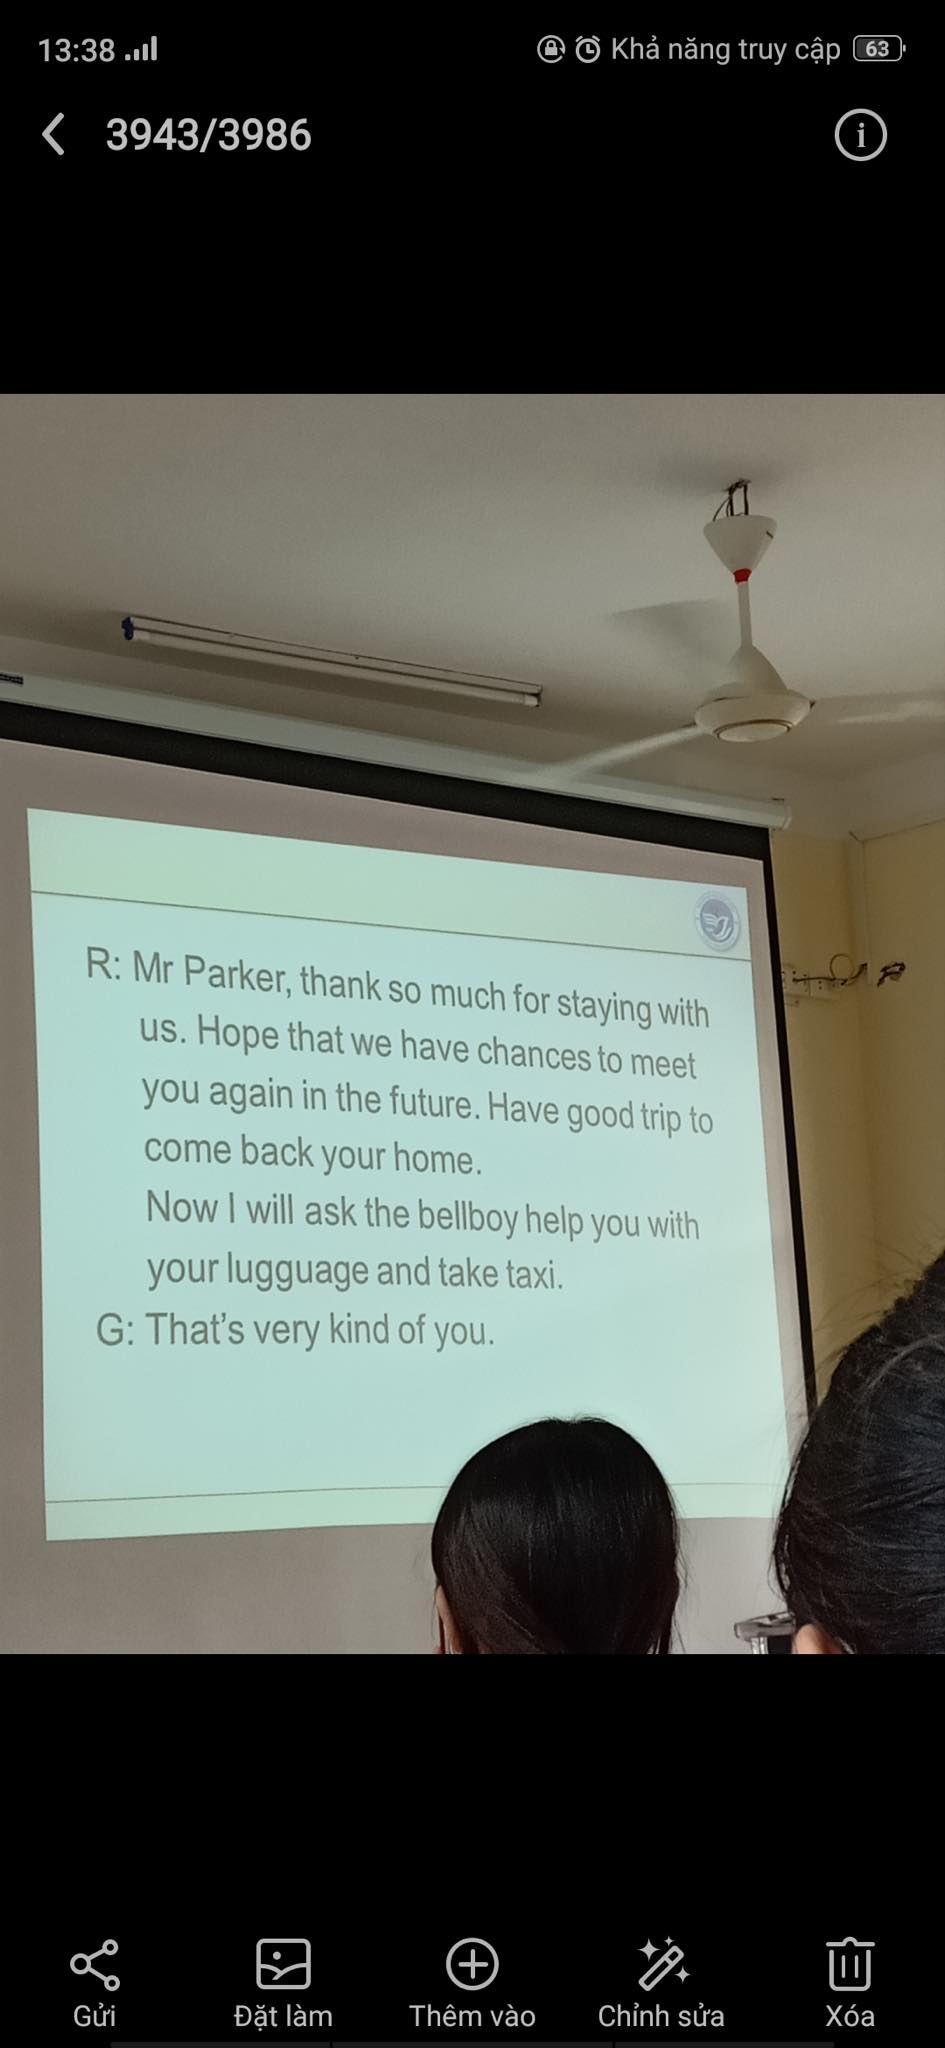 13:38
Khả năng truy cập
63
3943/3986
R: Mr Parker, thank so much for staying with
us. Hope that we have chances to meet
you again in the future. Have good trip to
come back your home.
Now I will ask the bellboy help you with
your lugguage and take taxi.
G: That's very kind of you.
Gửi
Đặt làm
Thêm vào
Chỉnh sửa
Xóa